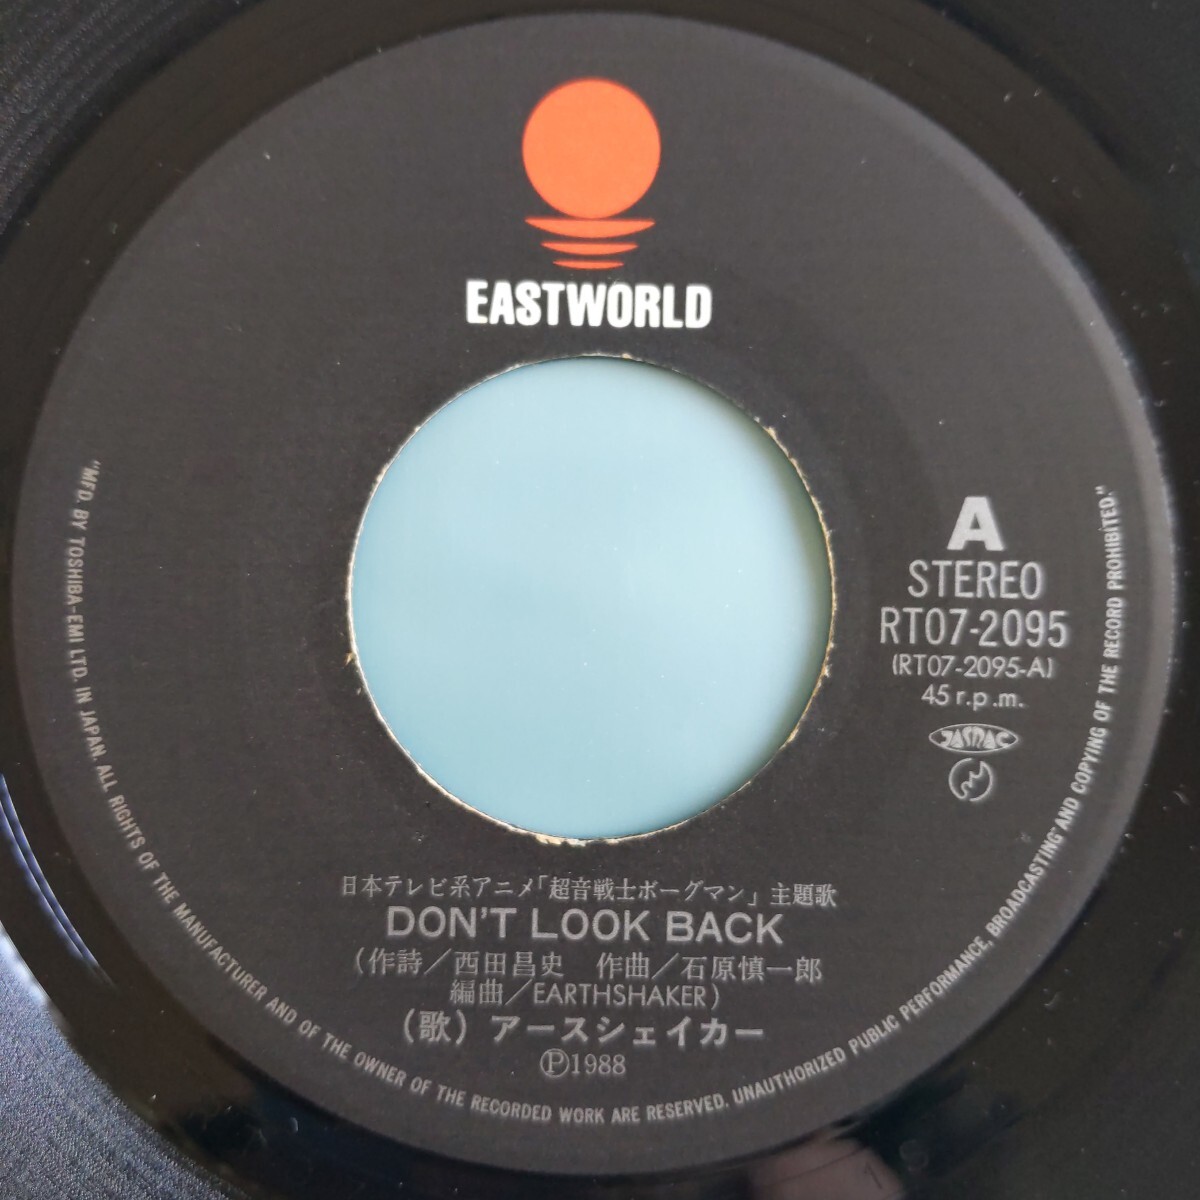 EASTWORLD
A
STEREO
RT07-2095
(RT07-2095-A)
45 r.p.m.
JASRAC
日本テレビ系アニメ「超音戦士ボーグマン」主題歌
DON'T LOOK BACK
(作詩／西田昌史　作曲／石原慎一郎
編曲／EARTHSHAKER)
(歌) アースシェイカー
Ⓟ1988
"MFD. BY TOSHIBA-EMI LTD. IN JAPAN. ALL RIGHTS OF THE MANUFACTURER AND OF THE OWNER OF THE RECORDED WORK ARE RESERVED. UNAUTHORIZED PUBLIC PERFORMANCE, BROADCASTING AND COPYING OF THE RECORD PROHIBITED."